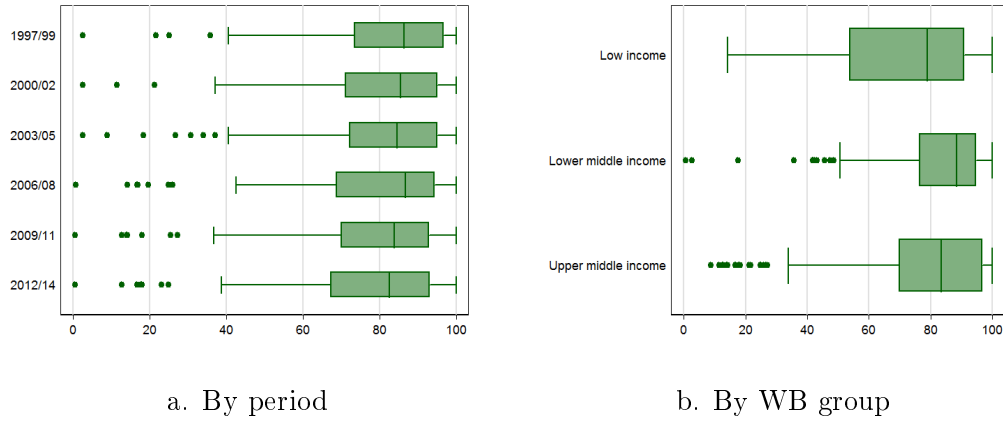 1997/99
2000/02
2003/05
2006/08
2009/11
2012/14
0 20 40 60 80 100
Low income
Lower middle income
Upper middle income
0 20 40 60 80 100
a. By period
b. By WB group